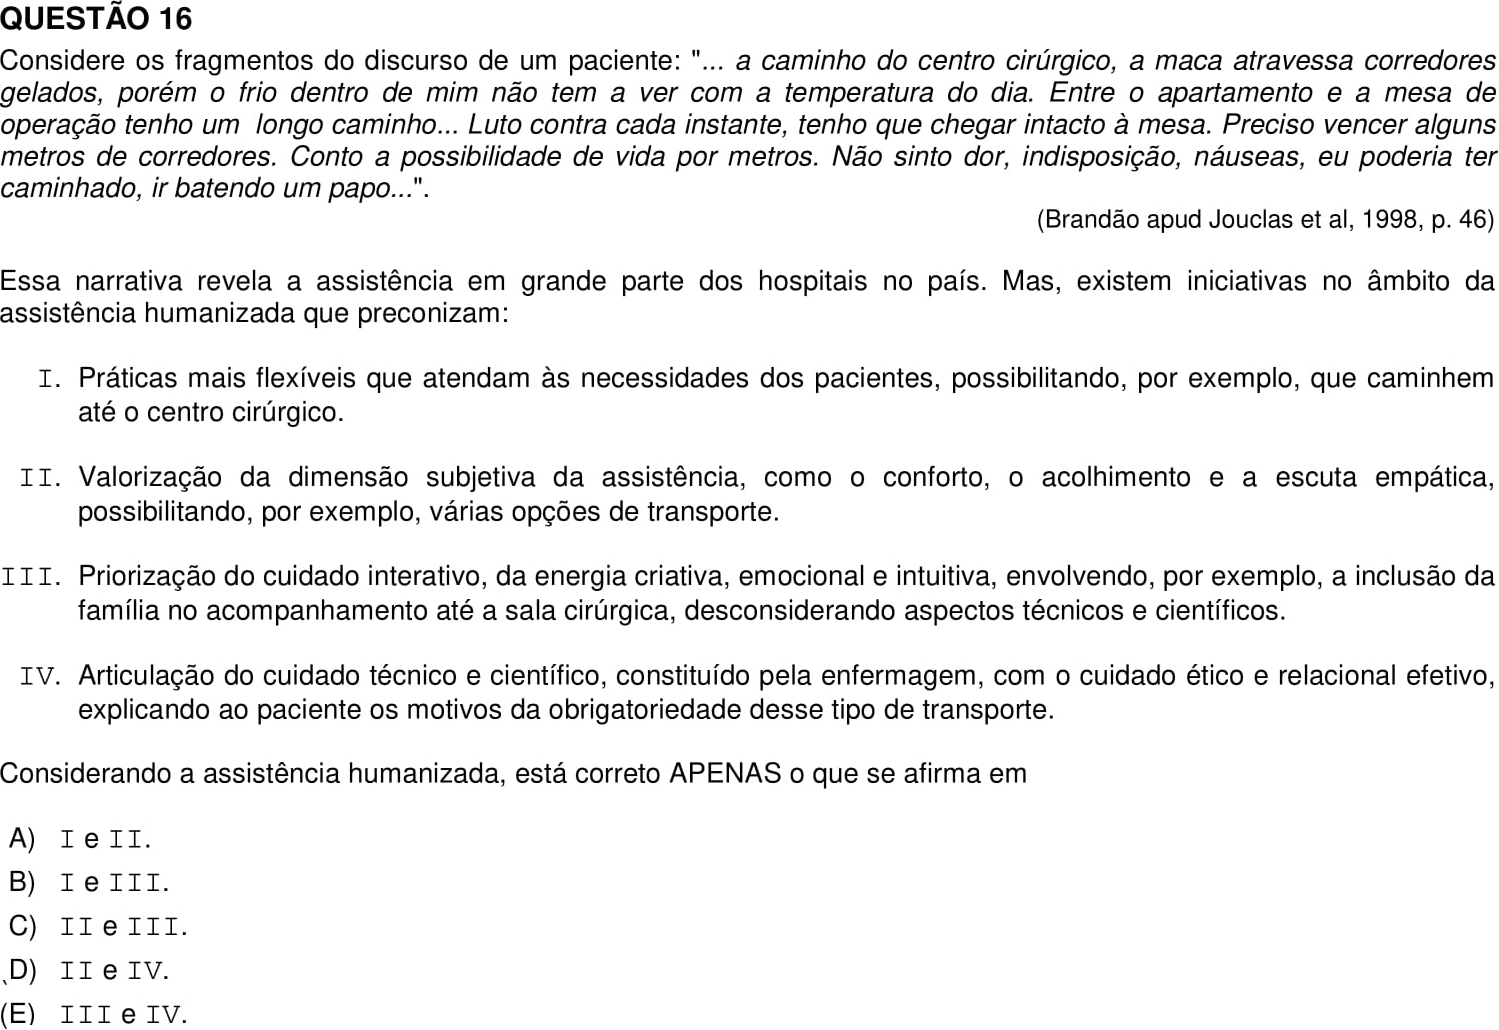 QUESTÃO 16
Considere os fragmentos do discurso de um paciente: "... a caminho do centro cirúrgico, a maca atravessa corredores
gelados, porém o frio dentro de mim não tem a ver com a temperatura do dia. Entre o apartamento e a mesa de
operação tenho um longo caminho... Luto contra cada instante, tenho que chegar intacto à mesa. Preciso vencer alguns
metros de corredores. Conto a possibilidade de vida por metros. Não sinto dor, indisposição, náuseas, eu poderia ter
caminhado, ir batendo um papo...".
(Brandão apud Jouclas et al, 1998, p. 46)
Essa narrativa revela a assistência em grande parte dos hospitais no país. Mas, existem iniciativas no âmbito da
assistência humanizada que preconizam:
I. Práticas mais flexíveis que atendam às necessidades dos pacientes, possibilitando, por exemplo, que caminhem
até o centro cirúrgico.
II. Valorização da dimensão subjetiva da assistência, como o conforto, o acolhimento e a escuta empática,
possibilitando, por exemplo, várias opções de transporte.
III. Priorização do cuidado interativo, da energia criativa, emocional e intuitiva, envolvendo, por exemplo, a inclusão da
família no acompanhamento até a sala cirúrgica, desconsiderando aspectos técnicos e científicos.
IV. Articulação do cuidado técnico e científico, constituído pela enfermagem, com o cuidado ético e relacional efetivo,
explicando ao paciente os motivos da obrigatoriedade desse tipo de transporte.
Considerando a assistência humanizada, está correto APENAS o que se afirma em
A) I e II.
B) I e III.
C) II e III.
D) II e IV.
(E) III e IV.